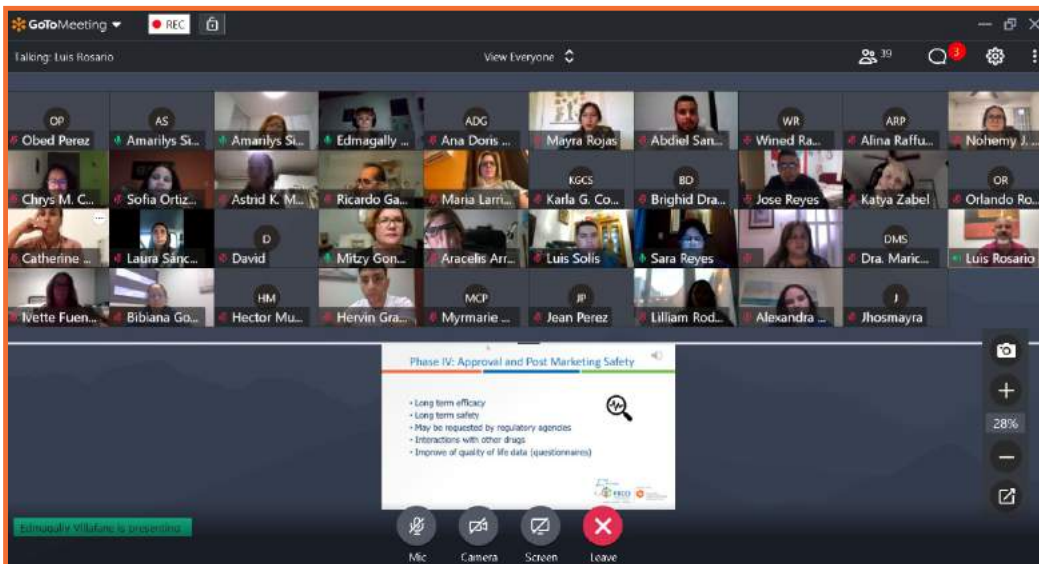 GoToMeeting
REC
Talking: Luis Rosario
View Everyone
39
3
OP
AS
ADG
WR
ARP
Obed Perez
Amarilys Si...
Amarilys Si...
Edmagally ...
Ana Doris ...
Mayra Rojas
Abdiel San...
Wined Ra...
Alina Raffu...
Nohemy J. ...
KGCS
BD
OR
Chrys M. C...
Sofia Ortiz...
Astrid K. M...
Ricardo Ga...
Maria Larri...
Karla G. Co...
Brighid Dra...
Jose Reyes
Katya Zabel
Orlando Ro...
D
DMS
Catherine ...
Laura Sánc...
David
Mitzy Gon...
Aracelis Arr...
Luis Solis
Sara Reyes
Dra. Maric...
Luis Rosario
HM
MCP
JP
J
Ivette Fuen...
Bibiana Go...
Hector Mu...
Hervin Gra...
Myrmarie ...
Jean Perez
Lilliam Rod...
Alexandra ...
Jhosmayra
Phase IV: Approval and Post Marketing Safety
• Long term efficacy
• Long term safety
• May be requested by regulatory agencies
• Interactions with other drugs
• Improve of quality of life data (questionnaires)
28%
Edmagally Villafane is presenting
Mic
Camera
Screen
Leave